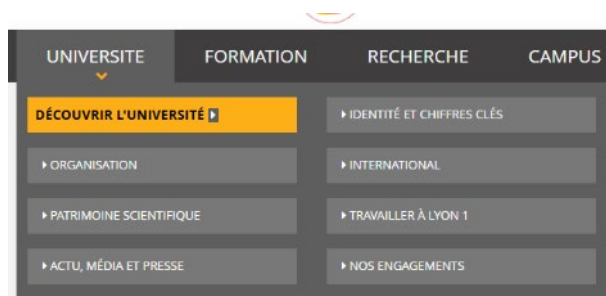 UNIVERSITE FORMATION RECHERCHE CAMPUS
DÉCOUVRIR L'UNIVERSITÉ
IDENTITÉ ET CHIFFRES CLÉS
ORGANISATION
INTERNATIONAL
PATRIMOINE SCIENTIFIQUE
TRAVAILLER À LYON 1
ACTU, MÉDIA ET PRESSE
NOS ENGAGEMENTS